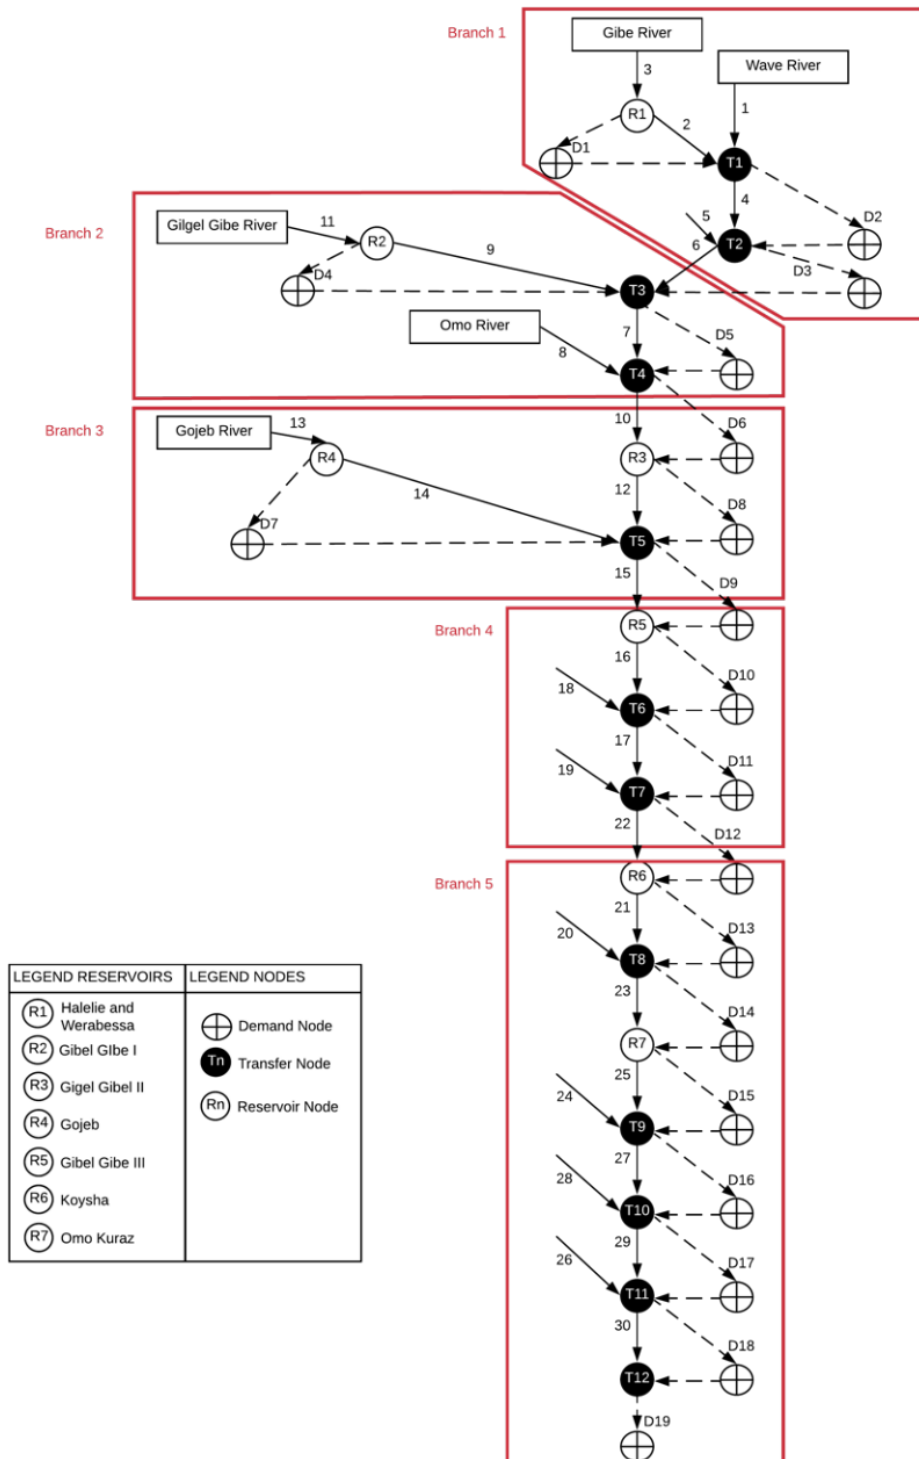 Branch 1
Gibe River
Wave River
3
1
R1
2
D1
T1
4
D2
5
T2
6
D3
Branch 2
Gilgel Gibe River
11
R2
9
D4
T3
Omo River
7
D5
8
T4
Branch 3
10
D6
Gojeb River
13
R4
R3
14
12
D8
D7
T5
15
D9
Branch 4
R5
16
D10
18
T6
17
D11
19
T7
22
D12
Branch 5
R6
21
D13
20
T8
23
D14
R7
25
D15
24
T9
27
D16
28
T10
29
D17
26
T11
30
D18
T12
D19
LEGEND RESERVOIRS
R1 Halelie and
Werabessa
R2 Gibel GIbe I
R3 Gigel Gibel II
R4 Gojeb
R5 Gibel Gibe III
R6 Koysha
R7 Omo Kuraz
LEGEND NODES
Demand Node
Tn Transfer Node
Rn Reservoir Node